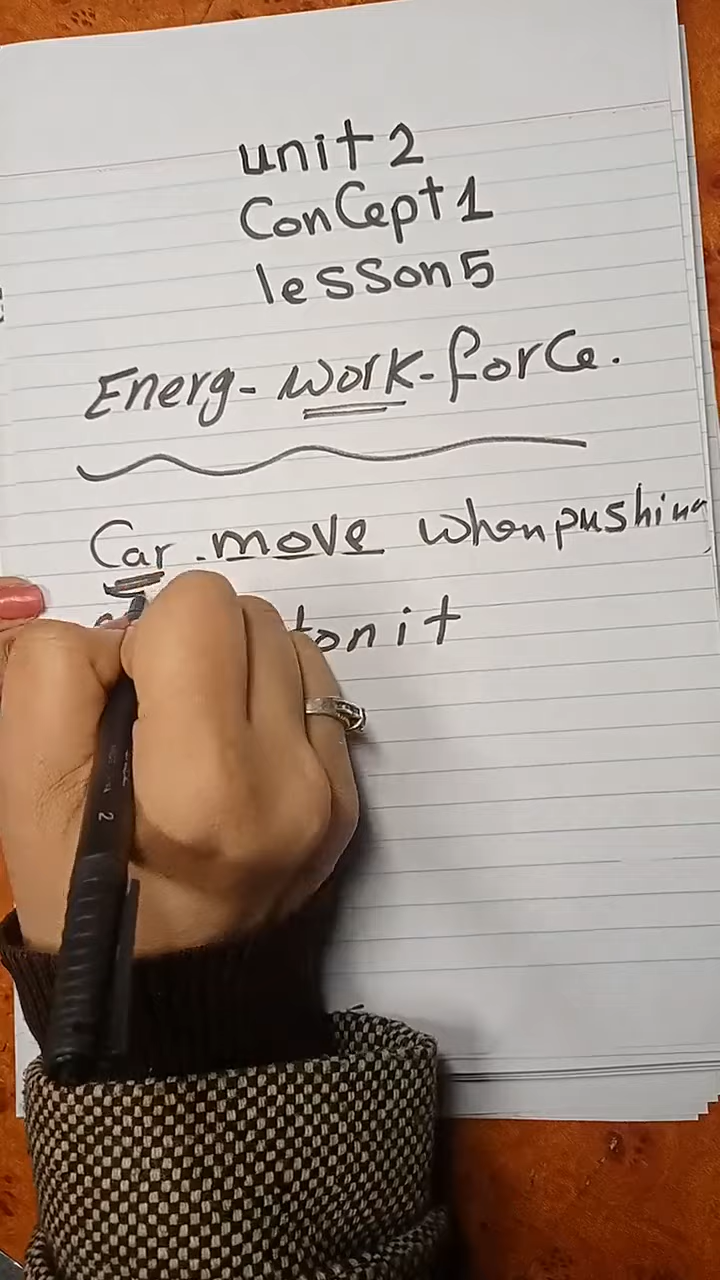 unit 2
Concept 1
lesson 5
Energ - work - force.
Car . move when pushing
on it